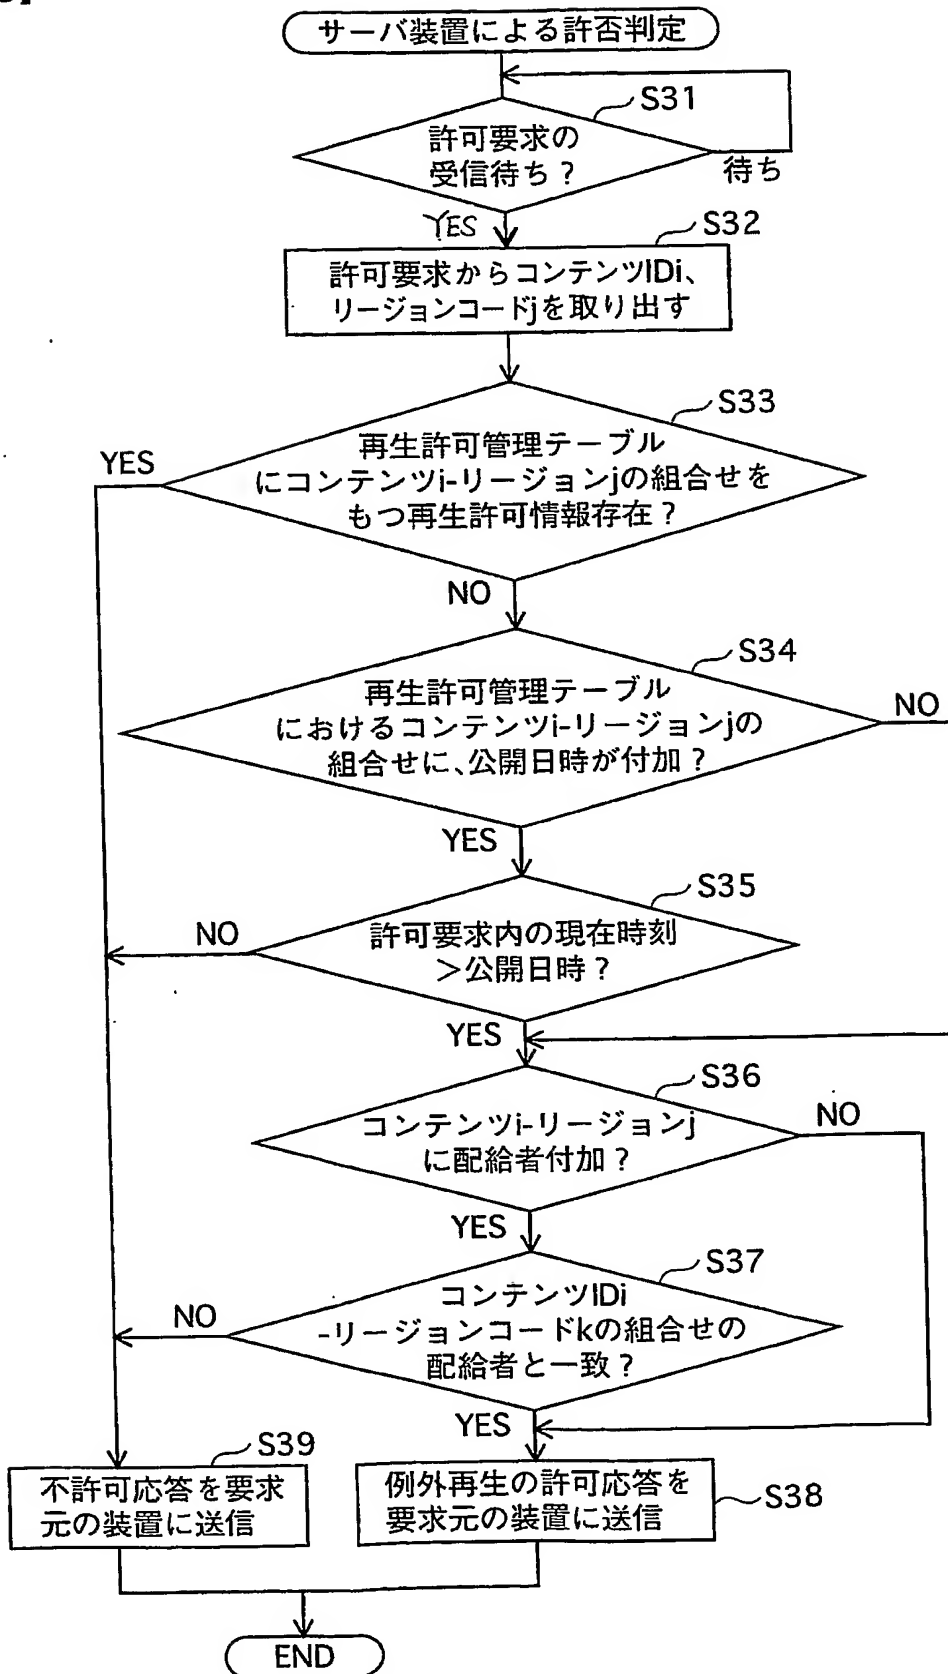 サーバ装置による許否判定
S31
許可要求の
受信待ち？
待ち
YES
S32
許可要求からコンテンツIDi、
リージョンコードjを取り出す
S33
再生許可管理テーブル
にコンテンツi-リージョンjの組合せを
もつ再生許可情報存在？
YES
NO
S34
再生許可管理テーブル
におけるコンテンツi-リージョンjの
組合せに、公開日時が付加？
NO
YES
S35
許可要求内の現在時刻
＞公開日時？
NO
YES
S36
コンテンツi-リージョンj
に配給者付加？
NO
YES
S37
コンテンツIDi
-リージョンコードkの組合せの
配給者と一致？
NO
YES
S39
不許可応答を要求
元の装置に送信
例外再生の許可応答を
要求元の装置に送信
S38
END